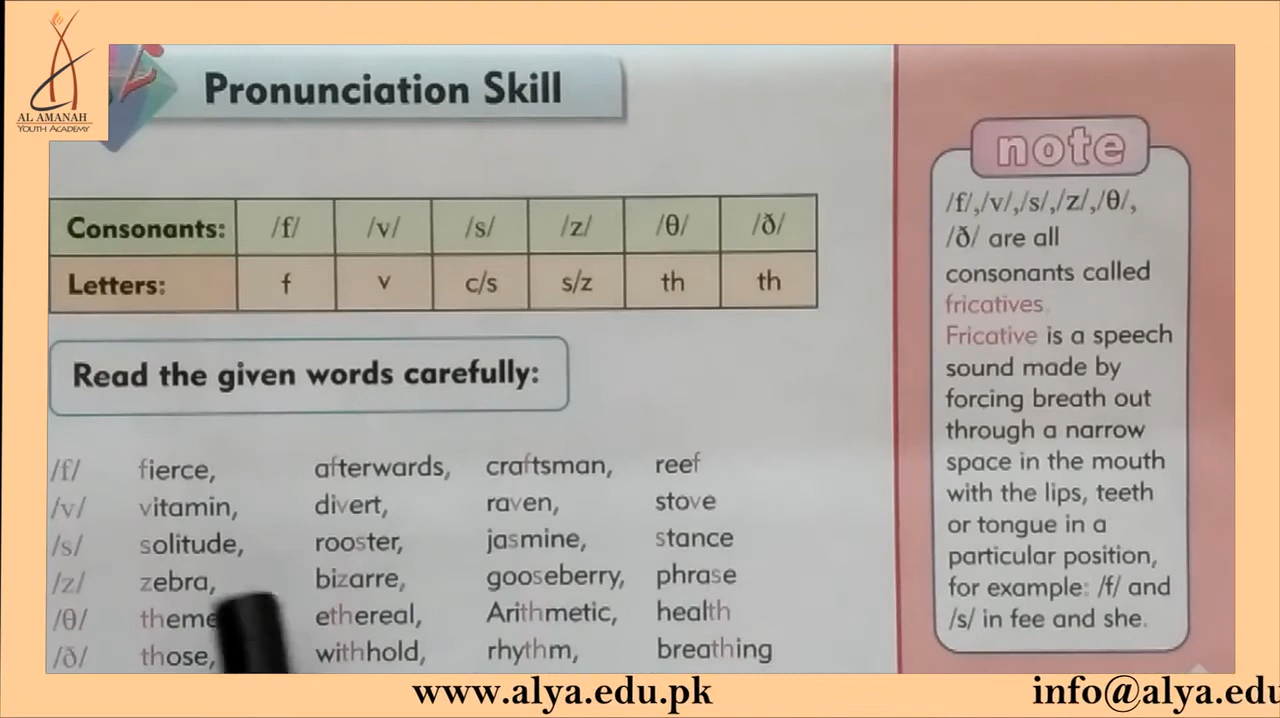 AL AMANAH
YOUTH ACADEMY
Pronunciation Skill
Consonants: /f/ /v/ /s/ /z/ /θ/ /ð/
Letters: f v c/s s/z th th
Read the given words carefully:
/f/ fierce, afterwards, craftsman, reef
/v/ vitamin, divert, raven, stove
/s/ solitude, rooster, jasmine, stance
/z/ zebra, bizarre, gooseberry, phrase
/θ/ theme ethereal, Arithmetic, health
/ð/ those, withhold, rhythm, breathing
note
/f/,/v/,/s/,/z/,/θ/,
/ð/ are all
consonants called
fricatives.
Fricative is a speech
sound made by
forcing breath out
through a narrow
space in the mouth
with the lips, teeth
or tongue in a
particular position,
for example: /f/ and
/s/ in fee and she.
www.alya.edu.pk
info@alya.edu